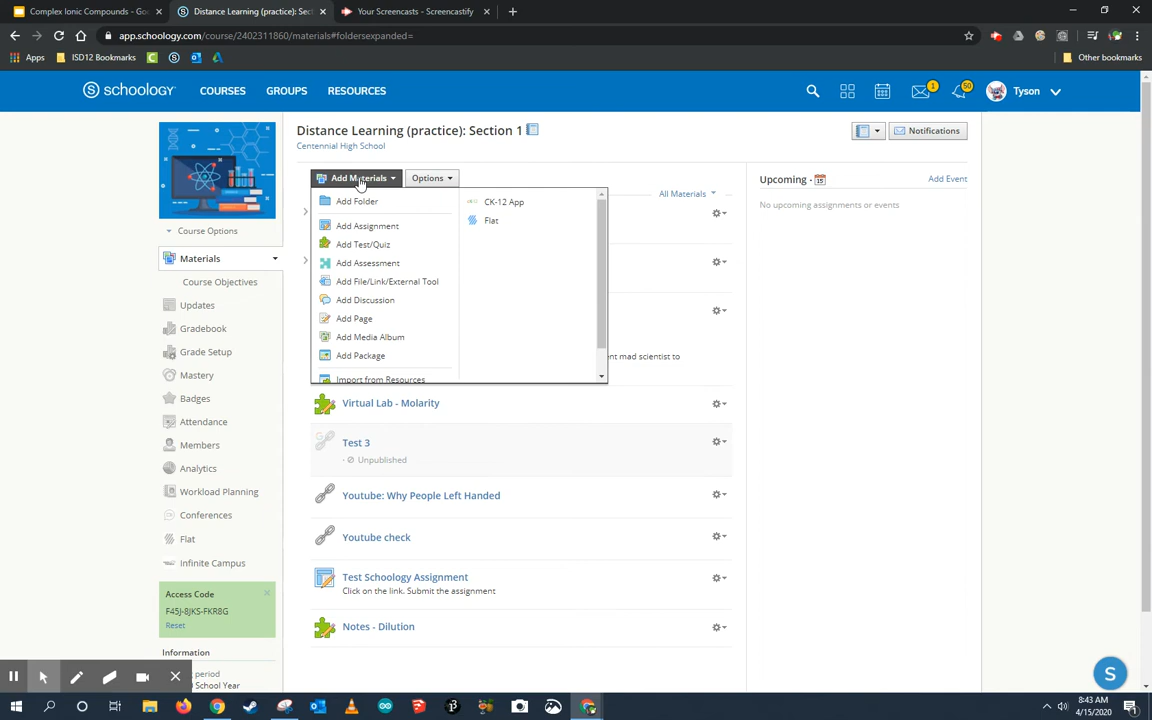 Complex Ionic Compounds - Goo
Distance Learning (practice): Sec
Your Screencasts - Screencastify
app.schoology.com/course/2402311860/materials#foldersexpanded=
Apps
ISD12 Bookmarks
Other bookmarks
schoology
COURSES
GROUPS
RESOURCES
1
50
Tyson
Distance Learning (practice): Section 1
Centennial High School
Notifications
Add Materials
Options
All Materials
Upcoming
15
Add Event
No upcoming assignments or events
Course Options
Materials
Course Objectives
Updates
Gradebook
Grade Setup
Mastery
Badges
Attendance
Members
Analytics
Workload Planning
Conferences
Flat
Infinite Campus
Access Code
F45J-8JKS-FKR8G
Reset
Information
period
School Year
Add Folder
Add Assignment
Add Test/Quiz
Add Assessment
Add File/Link/External Tool
Add Discussion
Add Page
Add Media Album
Add Package
Import from Resources
CK-12 App
Flat
ent mad scientist to
Virtual Lab - Molarity
Test 3
· Unpublished
Youtube: Why People Left Handed
Youtube check
Test Schoology Assignment
Click on the link. Submit the assignment
Notes - Dilution
S
8:43 AM
4/15/2020
1